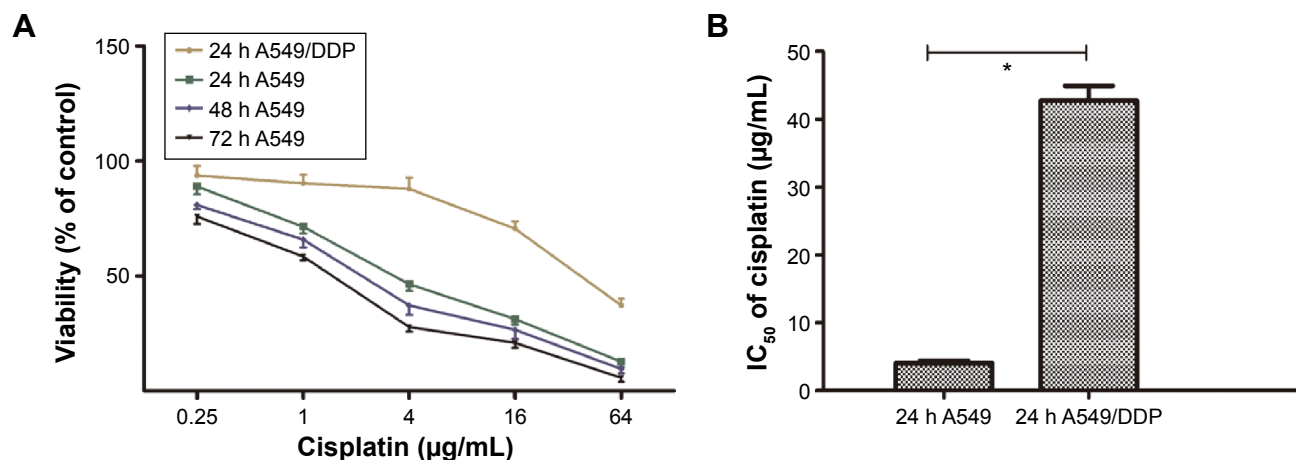 A
Viability (% of control)
150
100
50
24 h A549/DDP
24 h A549
48 h A549
72 h A549
0.25 1 4 16 64
Cisplatin (µg/mL)
B
IC50 of cisplatin (µg/mL)
50
40
30
20
10
0
*
24 h A549 24 h A549/DDP